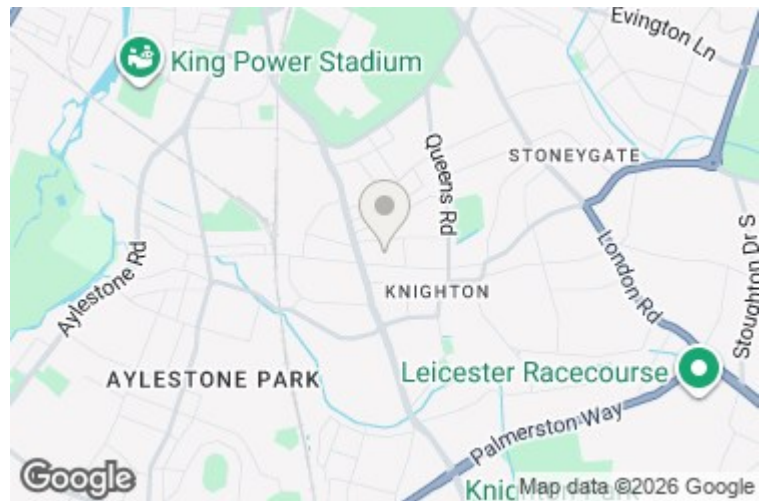 Evington Ln
King Power Stadium
Queens Rd
STONEYGATE
Stoughton Dr S
London Rd
Aylestone Rd
KNIGHTON
AYLESTONE PARK
Leicester Racecourse
Palmerston Way
Google
Map data ©2026 Google